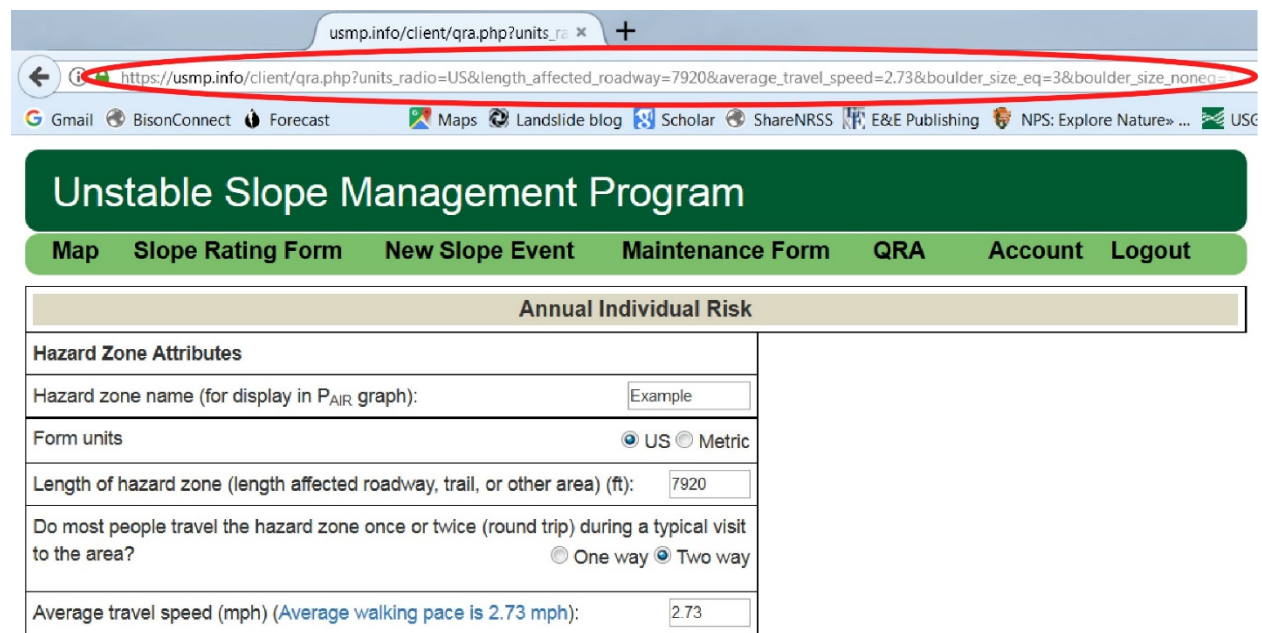 usmp.info/client/qra.php?units_ra × +
https://usmp.info/client/qra.php?units_radio=US&length_affected_roadway=7920&average_travel_speed=2.73&boulder_size_eq=3&boulder_size_noneq=
Gmail BisonConnect Forecast Maps Landslide blog Scholar ShareNRSS E&E Publishing NPS: Explore Nature» ... USG
Unstable Slope Management Program
Map Slope Rating Form New Slope Event Maintenance Form QRA Account Logout
Annual Individual Risk
Hazard Zone Attributes
Hazard zone name (for display in PAIR graph): Example
Form units US Metric
Length of hazard zone (length affected roadway, trail, or other area) (ft): 7920
Do most people travel the hazard zone once or twice (round trip) during a typical visit
to the area? One way Two way
Average travel speed (mph) (Average walking pace is 2.73 mph): 2.73